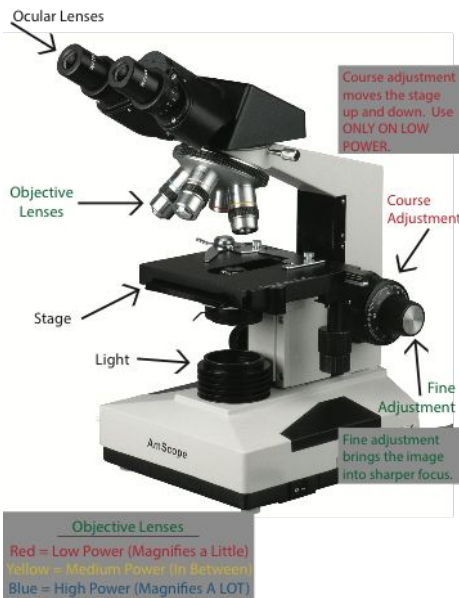 Ocular Lenses
Course adjustment
moves the stage
up and down. Use
ONLY ON LOW
POWER.
Objective
Lenses
Course
Adjustment
Stage
Light
Fine
Adjustment
AmScope
Fine adjustment
brings the image
into sharper focus.
Objective Lenses
Red = Low Power (Magnifies a Little)
Yellow = Medium Power (In Between)
Blue = High Power (Magnifies A LOT)